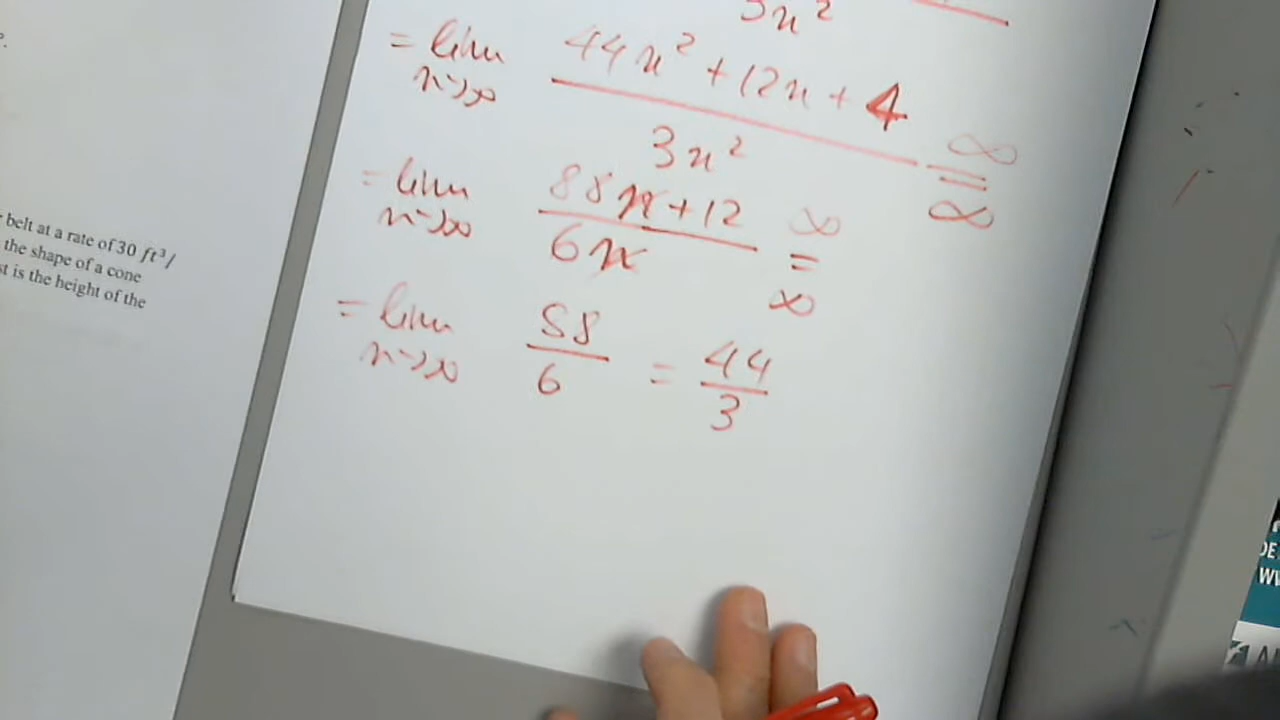 3x²
= lim x->∞ (44x² + 12x + 4)/(3x²) = ∞/∞
= lim x->∞ (88x + 12)/(6x) = ∞/∞
= lim x->∞ 88/6 = 44/3
belt at a rate of 30 ft³/
the shape of a cone
is the height of the